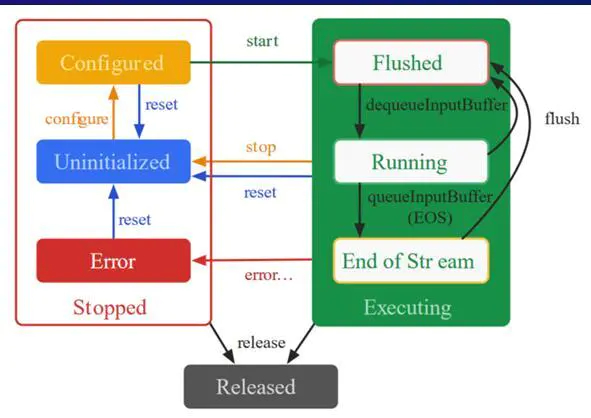 start
Configured
Flushed
configure
reset
dequeueInputBuffer
flush
Uninitialized
stop
reset
Running
reset
queueInputBuffer
(EOS)
Error
error...
End of Str eam
Stopped
Executing
release
Released